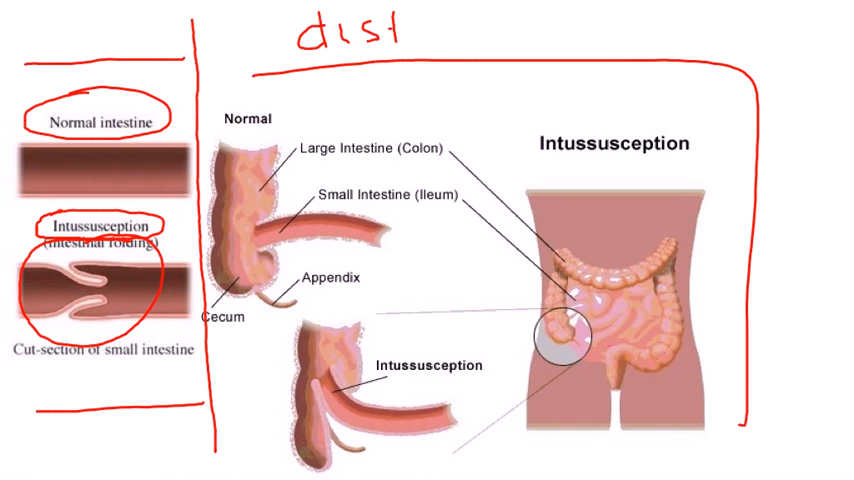 dist
Normal intestine
Intussusception
(intestinal folding)
Cut-section of small intestine
Normal
Large Intestine (Colon)
Small Intestine (Ileum)
Appendix
Cecum
Intussusception
Intussusception